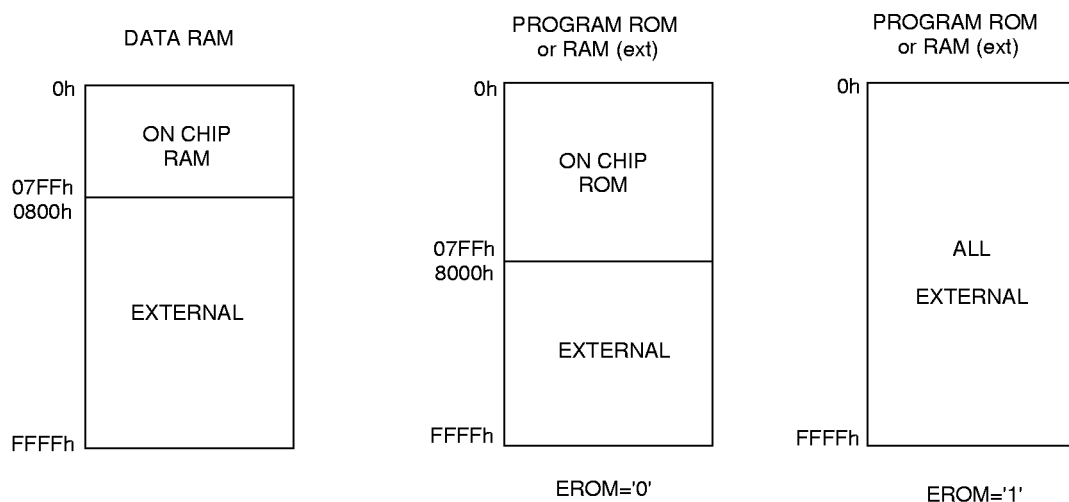 DATA RAM
0h
ON CHIP
RAM
07FFh
0800h
EXTERNAL
FFFFh
PROGRAM ROM
or RAM (ext)
0h
ON CHIP
ROM
07FFh
8000h
EXTERNAL
FFFFh
EROM='0'
PROGRAM ROM
or RAM (ext)
0h
ALL
EXTERNAL
FFFFh
EROM='1'